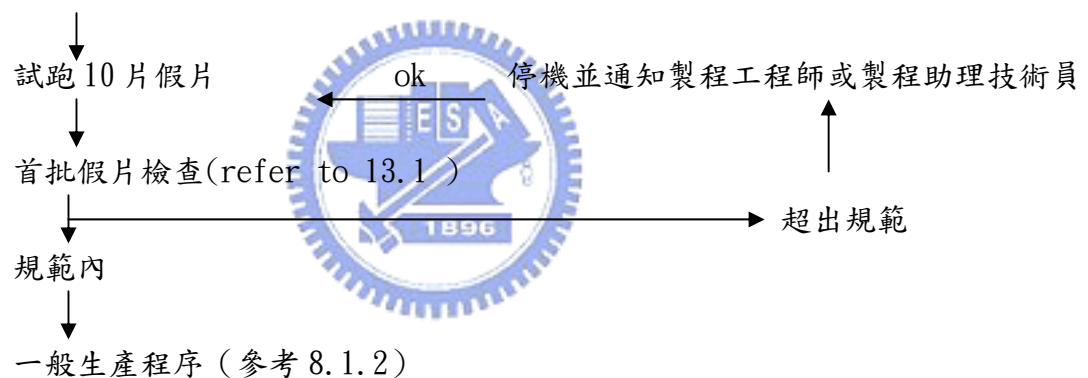 試跑10片假片
ok
停機並通知製程工程師或製程助理技術員
首批假片檢查(refer to 13.1 )
超出規範
規範內
一般生產程序(參考8.1.2)
ES
A
1896